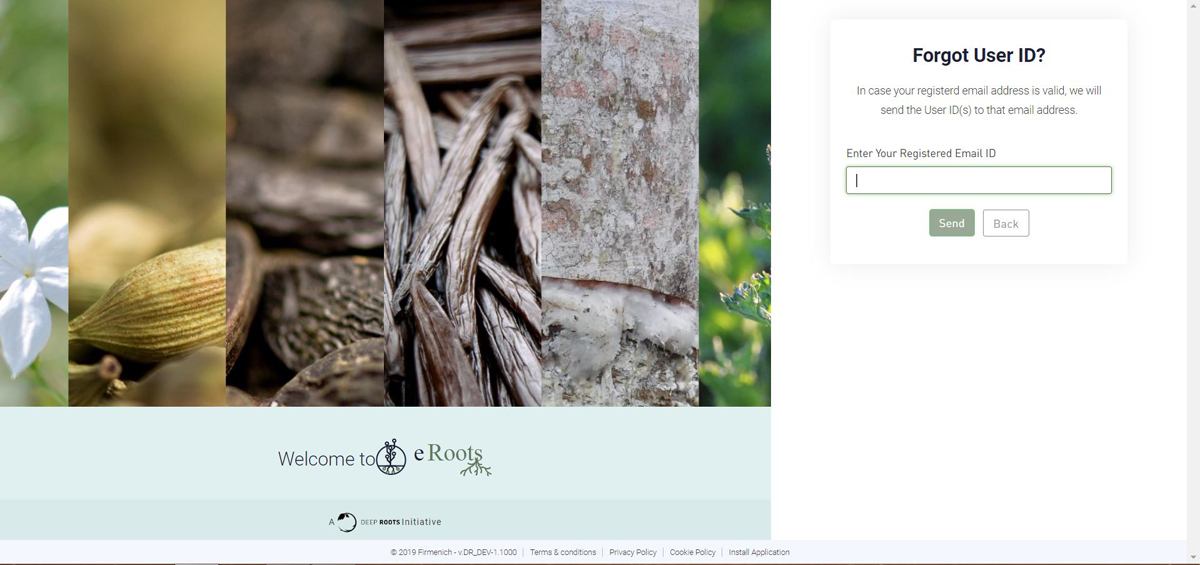 Forgot User ID?
In case your registerd email address is valid, we will
send the User ID(s) to that email address.
Enter Your Registered Email ID
Send Back
Welcome to e Roots
A DEEP ROOTS Initiative
© 2019 Firmenich - v.DR_DEV-1.1000 | Terms & conditions | Privacy Policy | Cookie Policy | Install Application